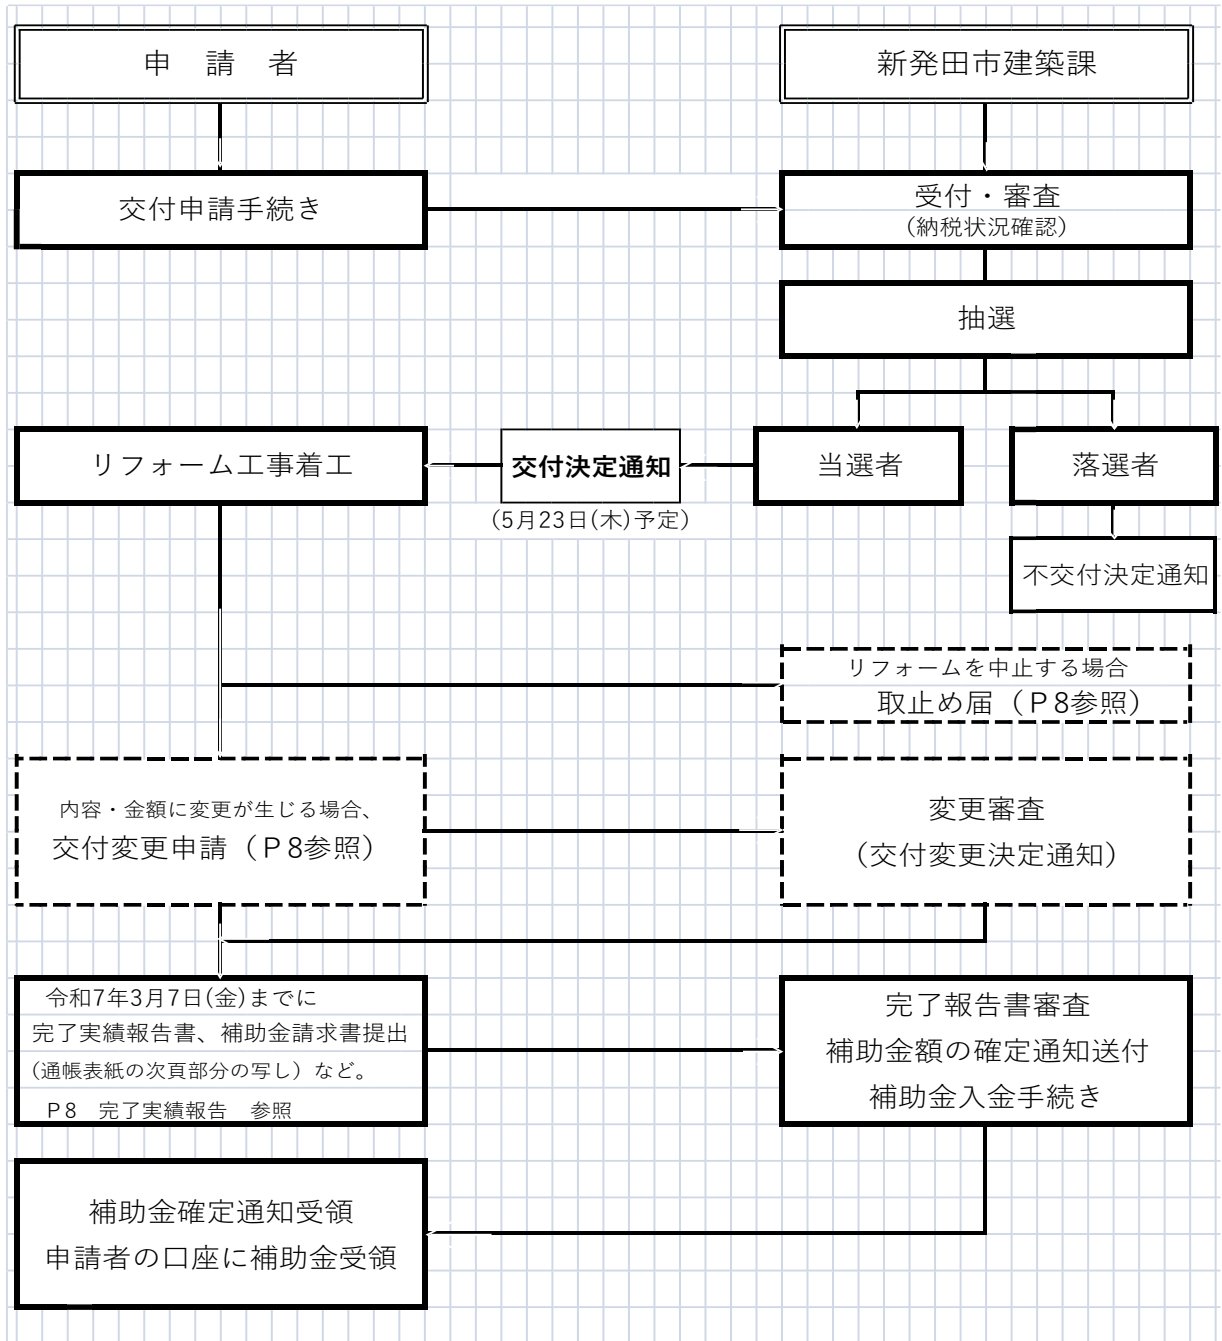 申　請　者
新発田市建築課
交付申請手続き
受付・審査
(納税状況確認)
抽選
リフォーム工事着工
交付決定通知
(5月23日(木)予定)
当選者
落選者
不交付決定通知
リフォームを中止する場合
取止め届（Ｐ8参照）
内容・金額に変更が生じる場合、
交付変更申請（Ｐ8参照）
変更審査
（交付変更決定通知）
令和7年3月7日(金)までに
完了実績報告書、補助金請求書提出
(通帳表紙の次頁部分の写し）など。
Ｐ8　完了実績報告　参照
完了報告書審査
補助金額の確定通知送付
補助金入金手続き
補助金確定通知受領
申請者の口座に補助金受領